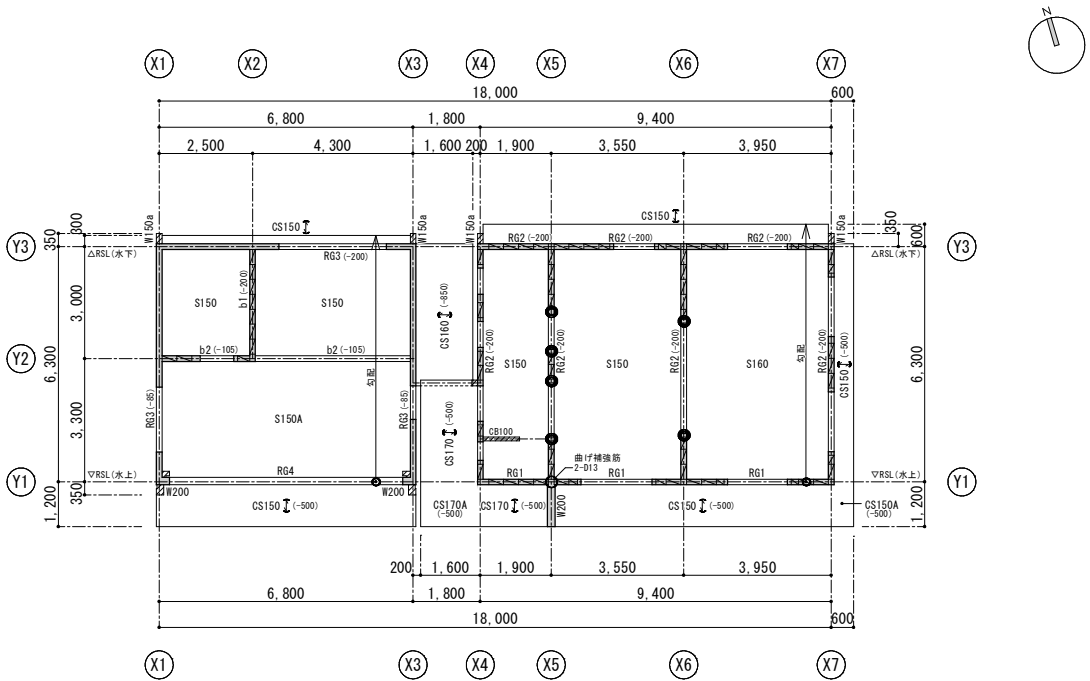 N
X1
X2
X3
X4
X5
X6
X7
18,000
600
6,800
1,800
9,400
2,500
4,300
1,600
200
1,900
3,550
3,950
CS150
CS150
W150a
W150a
W150a
W150a
300
350
350
600
Y3
Y3
△RSL(水下)
△RSL(水下)
RG3 (-200)
RG2 (-200)
RG2 (-200)
RG2 (-200)
S150
b1 (-200)
S150
CS160 (-850)
3,000
b2 (-105)
b2 (-105)
勾配
RG2 (-200)
S150
RG2 (-200)
S150
RG2 (-200)
S160
勾配
RG2 (-200)
CS150 (-500)
Y2
6,300
6,300
3,300
RG3 (-85)
S150A
RG3 (-85)
CS170 (-500)
CB100
曲げ補強筋
2-D13
▽RSL(水上)
▽RSL(水上)
RG4
RG1
RG1
RG1
Y1
Y1
350
1,200
1,200
W200
W200
W200
CS150 (-500)
CS170A
(-500)
CS170 (-500)
CS150 (-500)
CS150A
(-500)
200
1,600
1,900
3,550
3,950
6,800
1,800
9,400
18,000
600
X1
X3
X4
X5
X6
X7